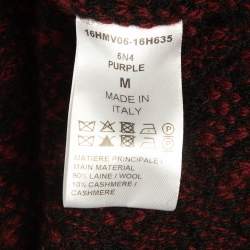 16HMV06-16H635
6N4
PURPLE
M
MADE IN
ITALY
MATIERE PRINCIPALE /
MAIN MATERIAL
90% LAINE / WOOL
10% CASHMERE /
CASHMERE